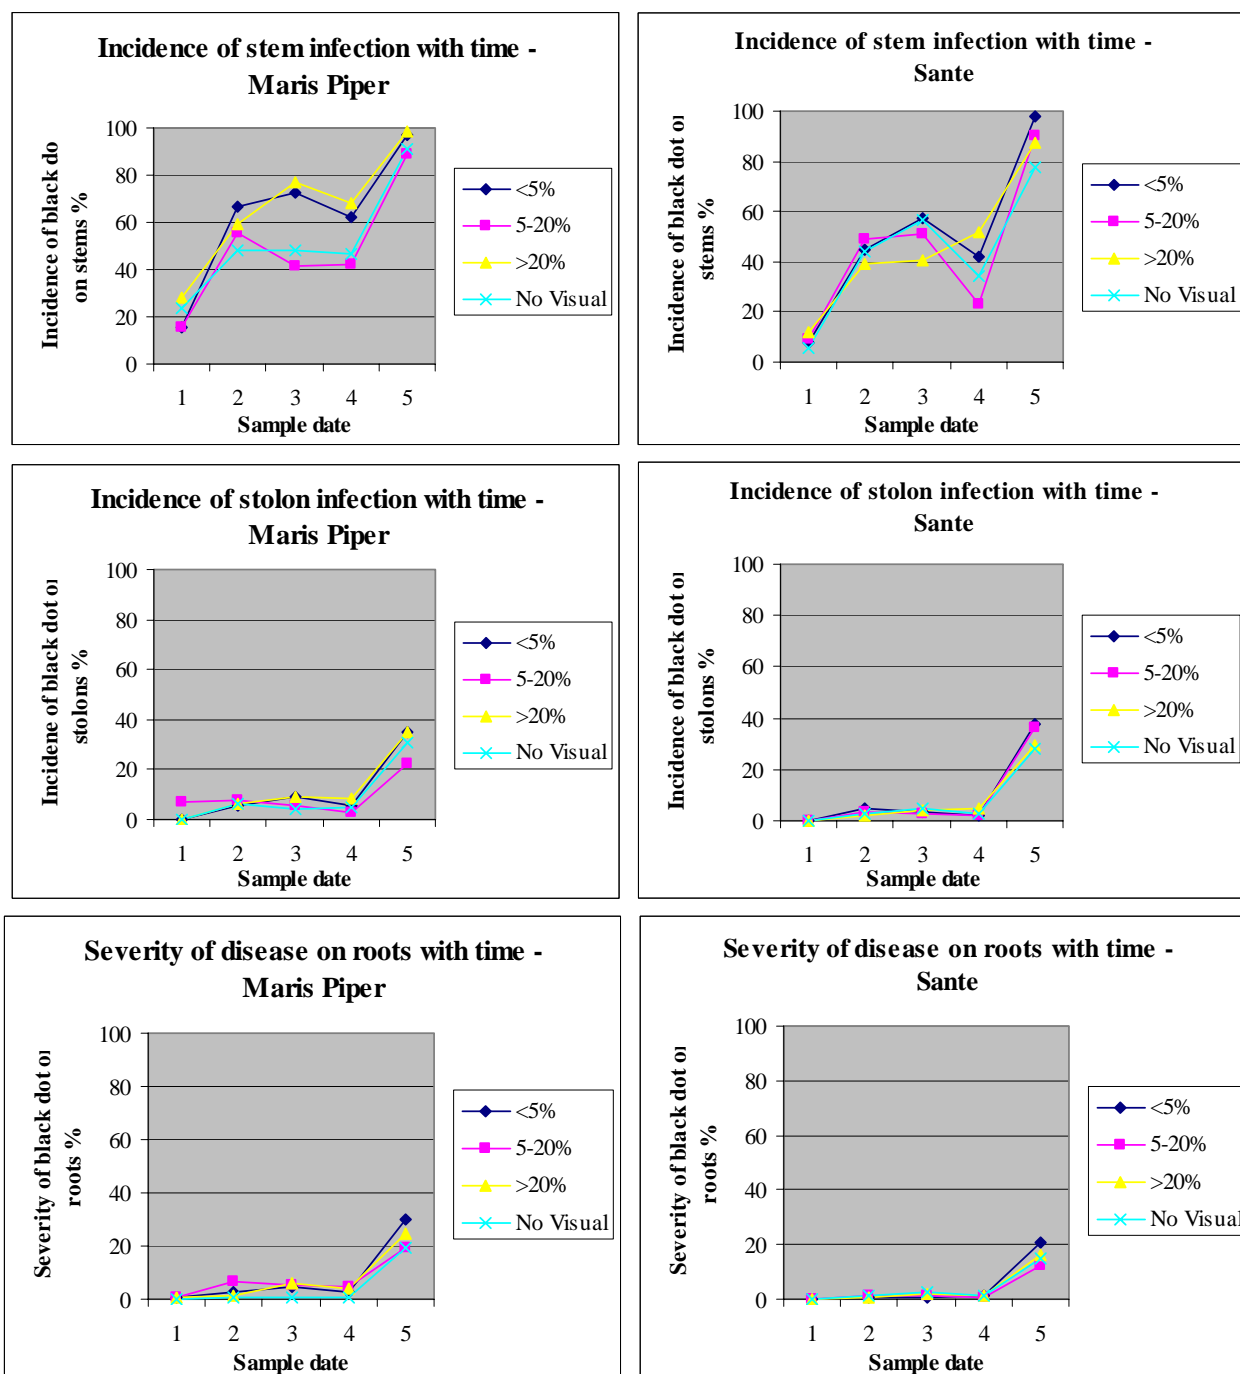 Incidence of stem infection with time -
Maris Piper
Incidence of black do
on stems %
100
80
60
40
20
0
1 2 3 4 5
Sample date
<5%
5-20%
>20%
No Visual
Incidence of stem infection with time -
Sante
Incidence of black dot o
stems %
100
80
60
40
20
0
1 2 3 4 5
Sample date
<5%
5-20%
>20%
No Visual
Incidence of stolon infection with time -
Maris Piper
Incidene of black dot o
stolons %
100
80
60
40
20
0
1 2 3 4 5
Sample date
<5%
5-20%
>20%
No Visual
Incidence of stolon infection with time -
Sante
Incidence of black dot o
stolons %
100
80
60
40
20
0
1 2 3 4 5
Sample date
<5%
5-20%
>20%
No Visual
Severity of disease on roots with time -
Maris Piper
Severity of black dot o
roots %
100
80
60
40
20
0
1 2 3 4 5
Sample date
<5%
5-20%
>20%
No Visual
Severity of disease on roots with time -
Sante
Severity of black dot o
roots %
100
80
60
40
20
0
1 2 3 4 5
Sample date
<5%
5-20%
>20%
No Visual